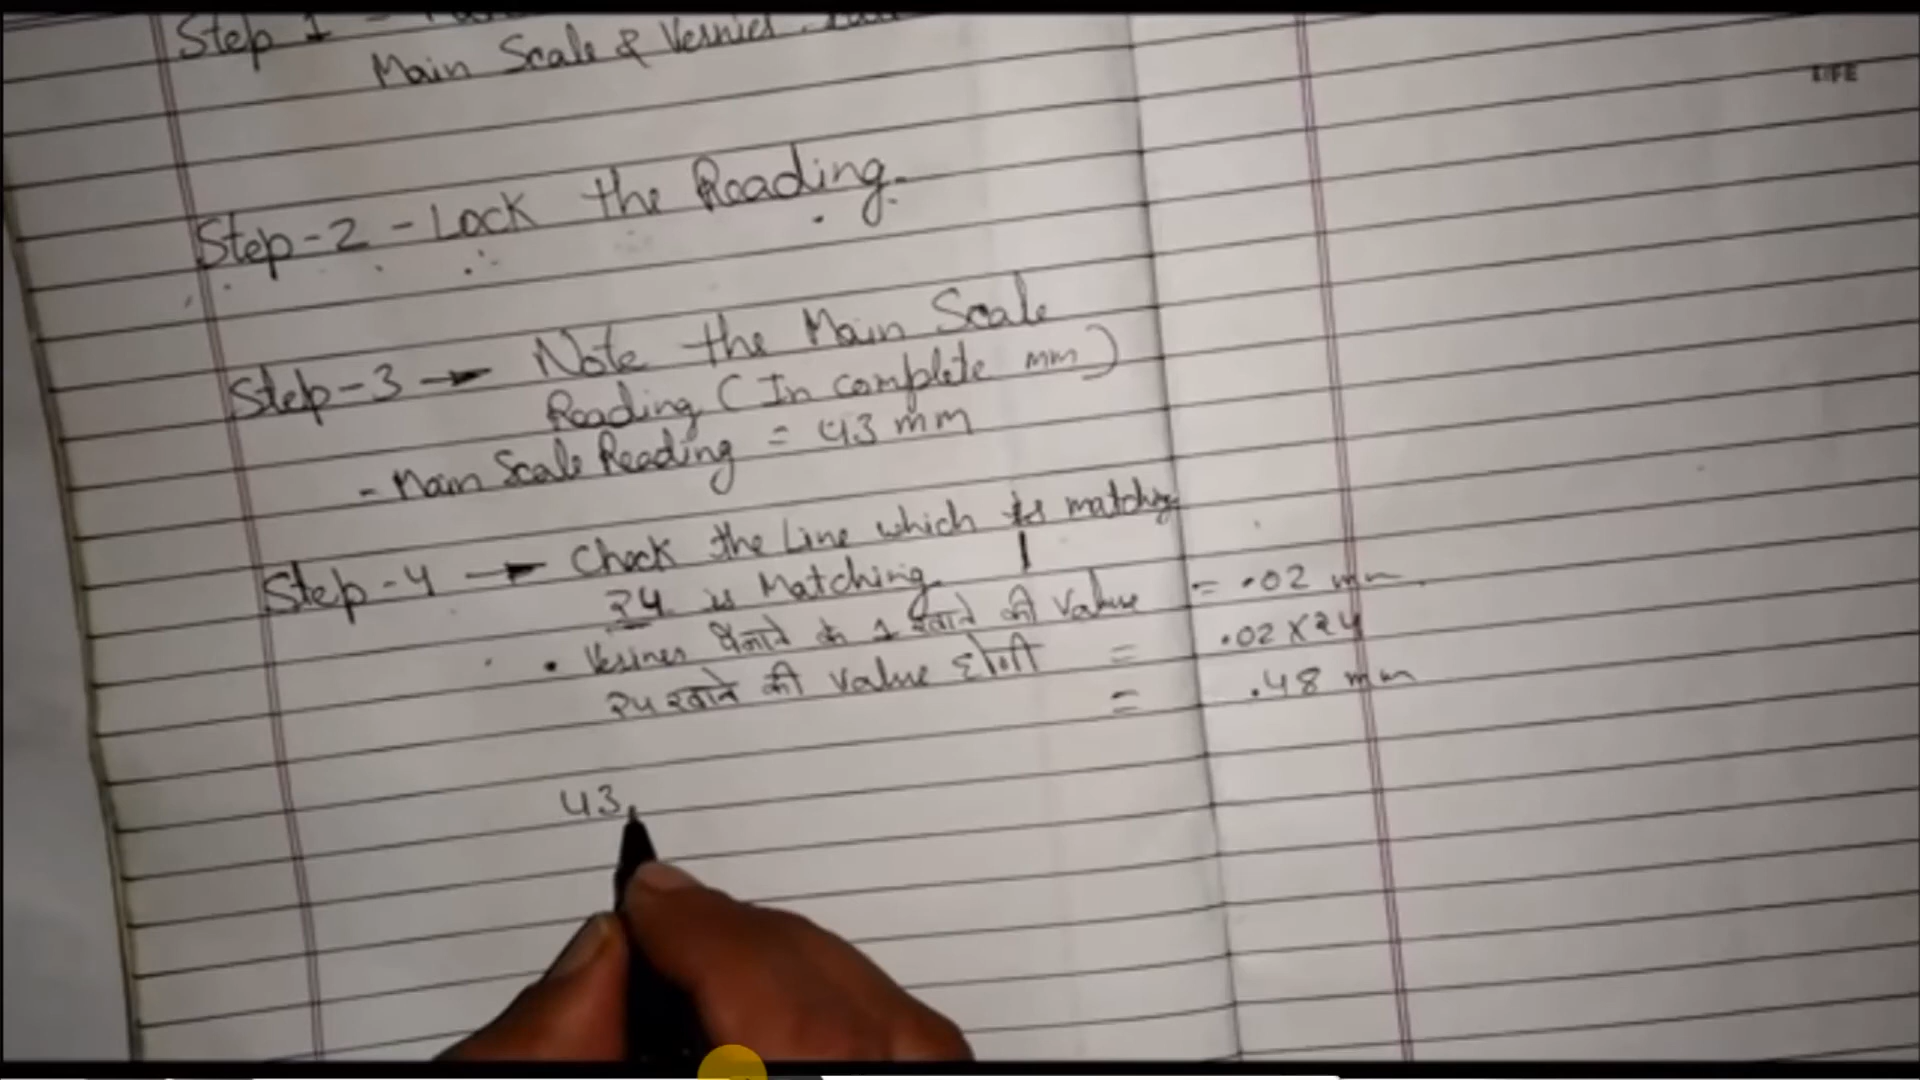 Step 1 -
Main Scale & Vernier
LIFE
Step-2 - Lock the Reading.
Step-3 → Note the Main Scale
Reading (In complete mm)
- Main Scale Reading = 43 mm
Step-4 → Check the Line which is matching
24 is Matching
• के 1 खाने की Value = .02 mm
24 खाने की Value होगी = .02 X 24
= .48 mm
43.